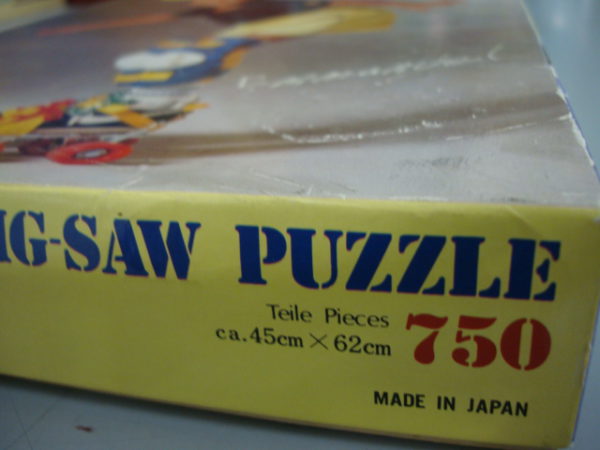 IG-SAW PUZZLE
Teile Pieces 750
ca.45cm×62cm
MADE IN JAPAN